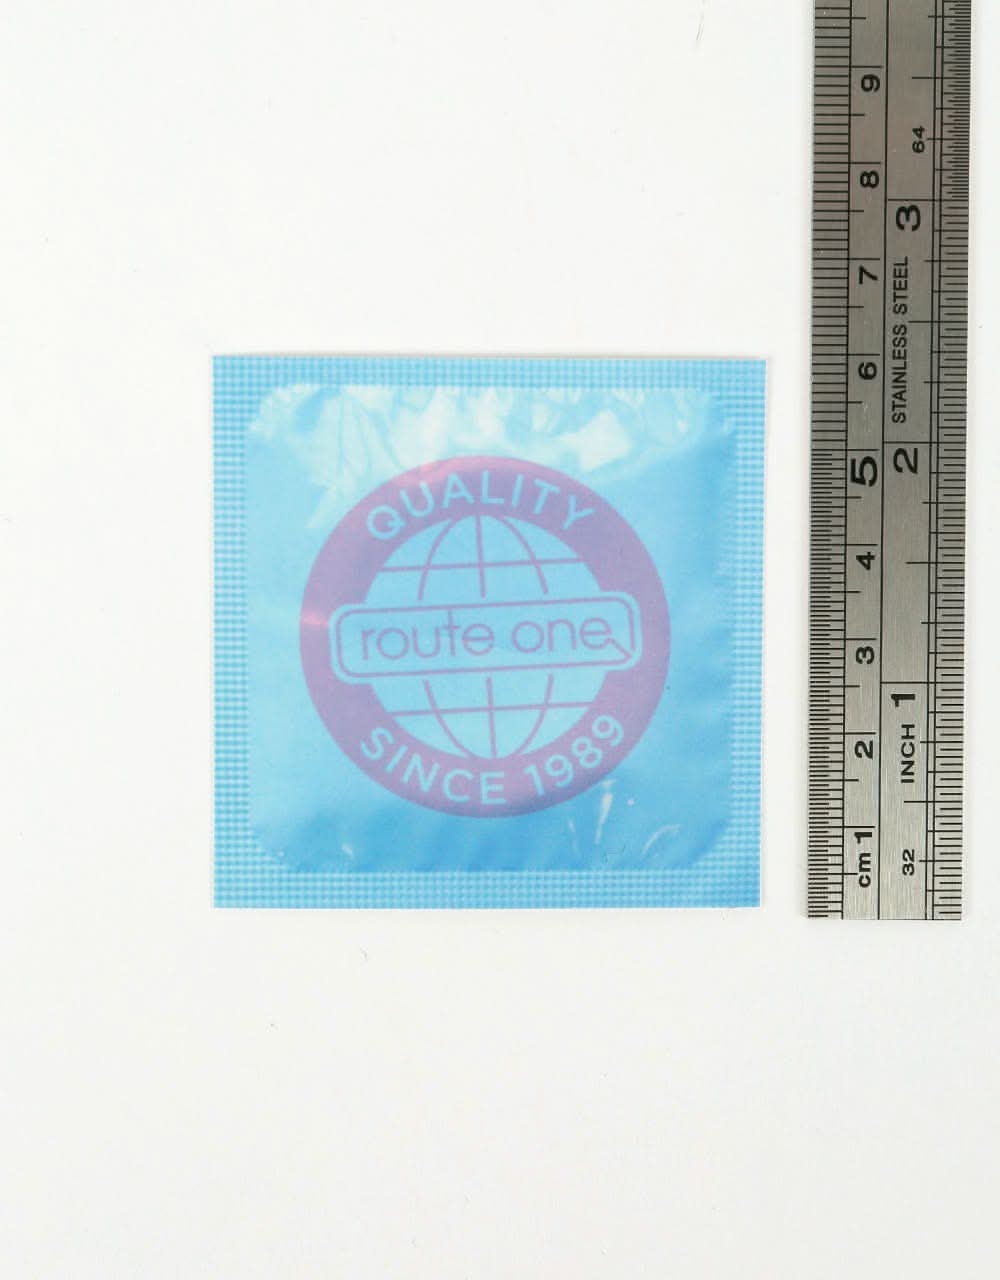 QUALITY
route one
SINCE 1989
9
8
7
6
5
4
3
2
cm 1
64
3
STAINLESS STEEL
2
1
INCH
32